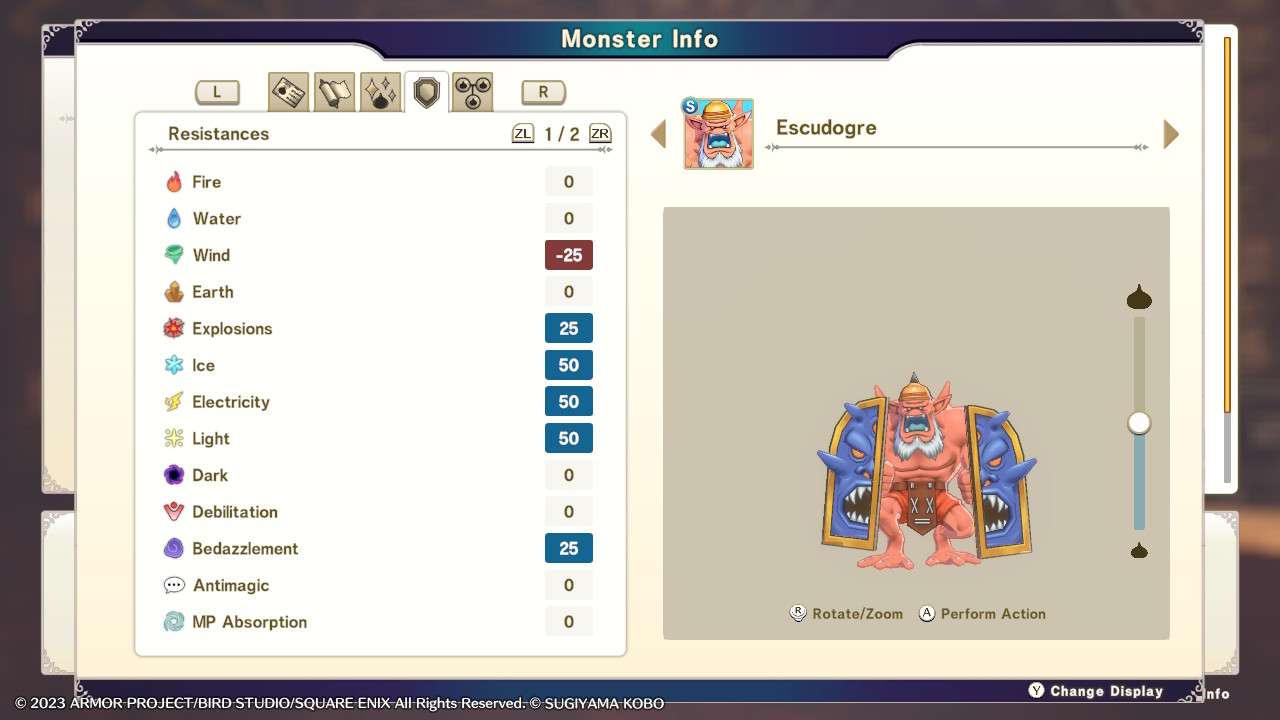 Monster Info
L
R
Resistances
ZL 1 / 2 ZR
Fire 0
Water 0
Wind -25
Earth 0
Explosions 25
Ice 50
Electricity 50
Light 50
Dark 0
Debilitation 0
Bedazzlement 25
Antimagic 0
MP Absorption 0
S
Escudogre
R Rotate/Zoom A Perform Action
Y Change Display
Info
© 2023 ARMOR PROJECT/BIRD STUDIO/SQUARE ENIX All Rights Reserved. © SUGIYAMA KOBO